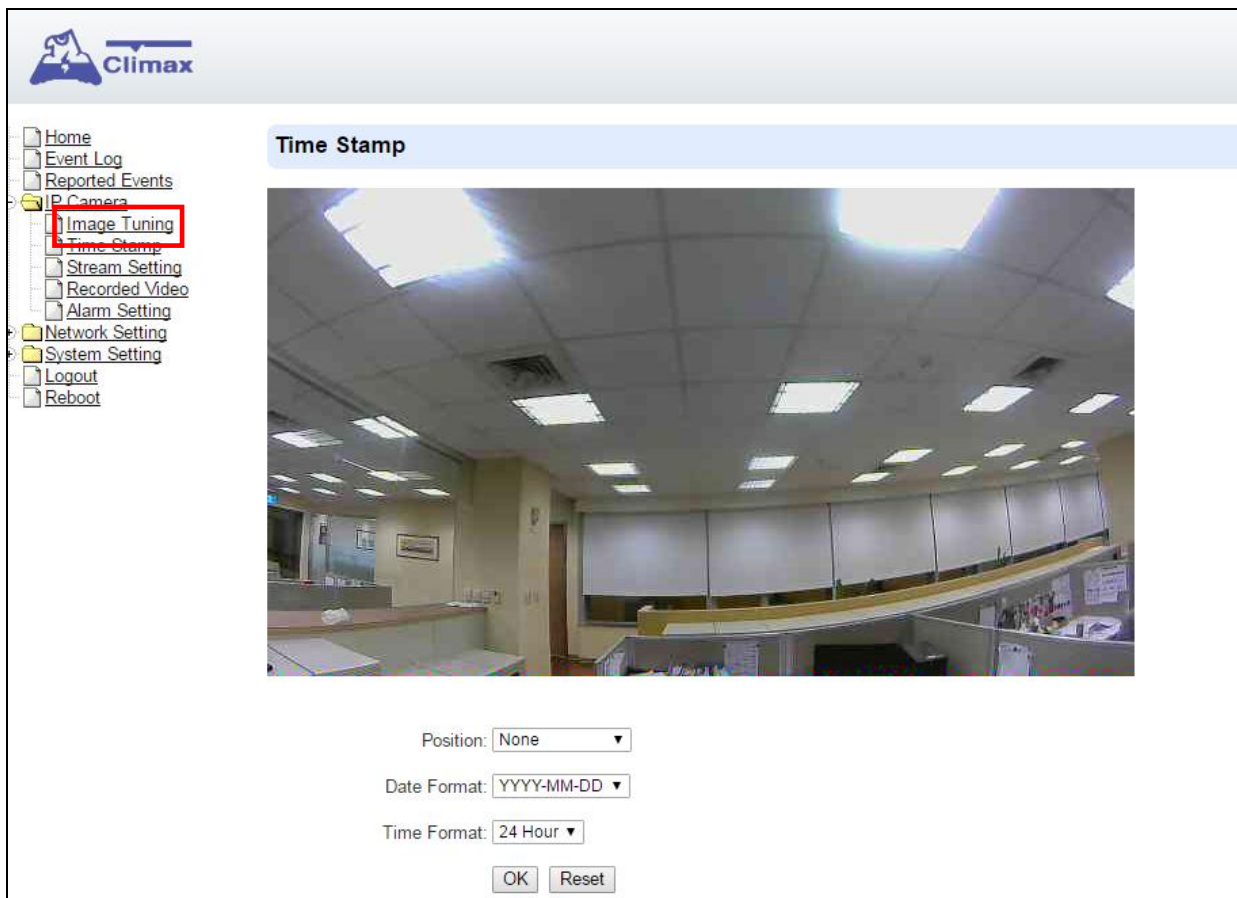 Climax
Home
Event Log
Reported Events
IP Camera
Image Tuning
Time Stamp
Stream Setting
Recorded Video
Alarm Setting
Network Setting
System Setting
Logout
Reboot
Time Stamp
Position: None
Date Format: YYYY-MM-DD
Time Format: 24 Hour
OK Reset